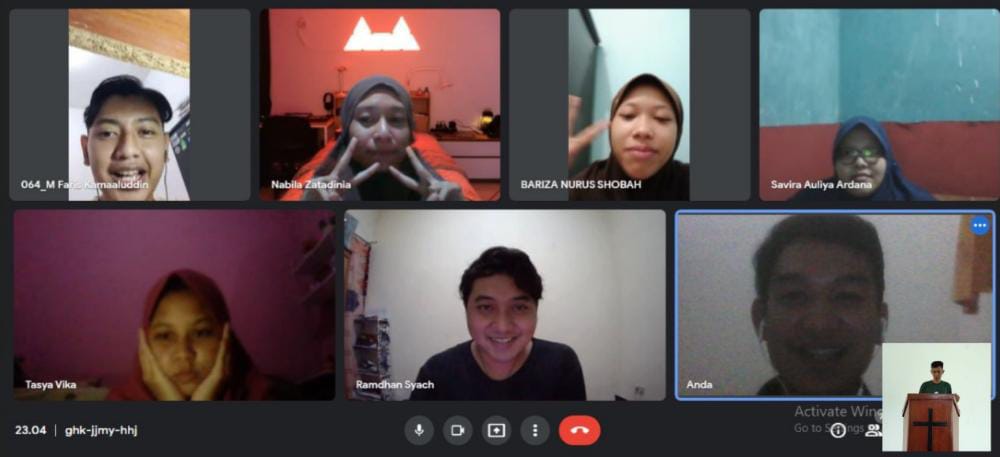 064_M Faris Kamaaluddin
Nabila Zatadinia
BARIZA NURUS SHOBAH
Savira Auliya Ardana
Tasya Vika
Ramdhan Syach
Anda
23.04 | ghk-jjmy-hhj
Activate Win
Go to Settings